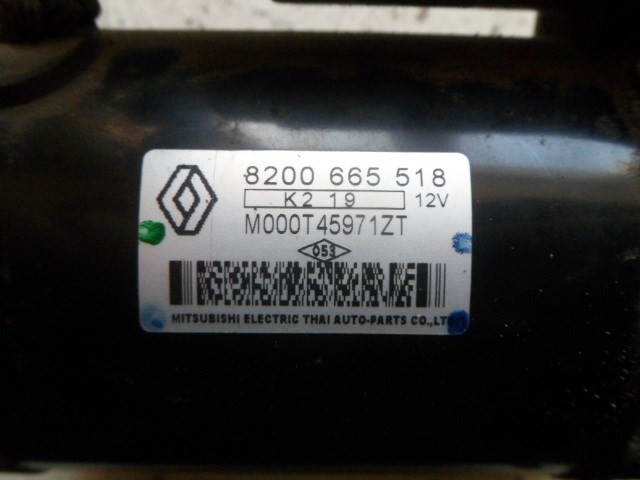 8200 665 518
K2 19 12V
M000T45971ZT
053
MITSUBISHI ELECTRIC THAI AUTO-PARTS CO.,LTD